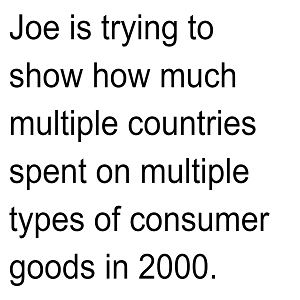 Joe is trying to
show how much
multiple countries
spent on multiple
types of consumer
goods in 2000.